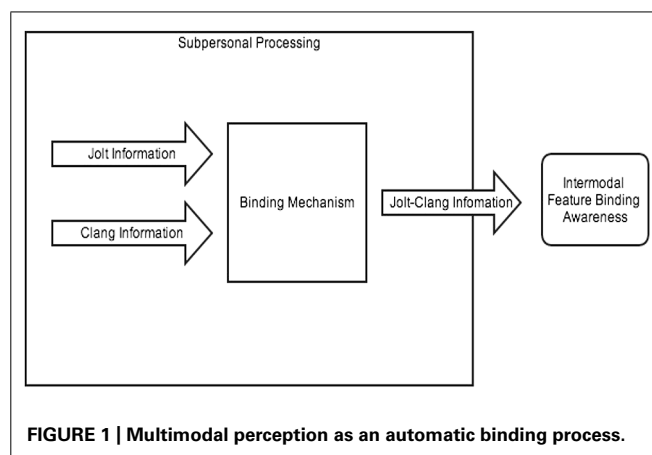 Subpersonal Processing
Jolt Information
Clang Information
Binding Mechanism
Jolt-Clang Infomation
Intermodal
Feature Binding
Awareness
FIGURE 1 | Multimodal perception as an automatic binding process.